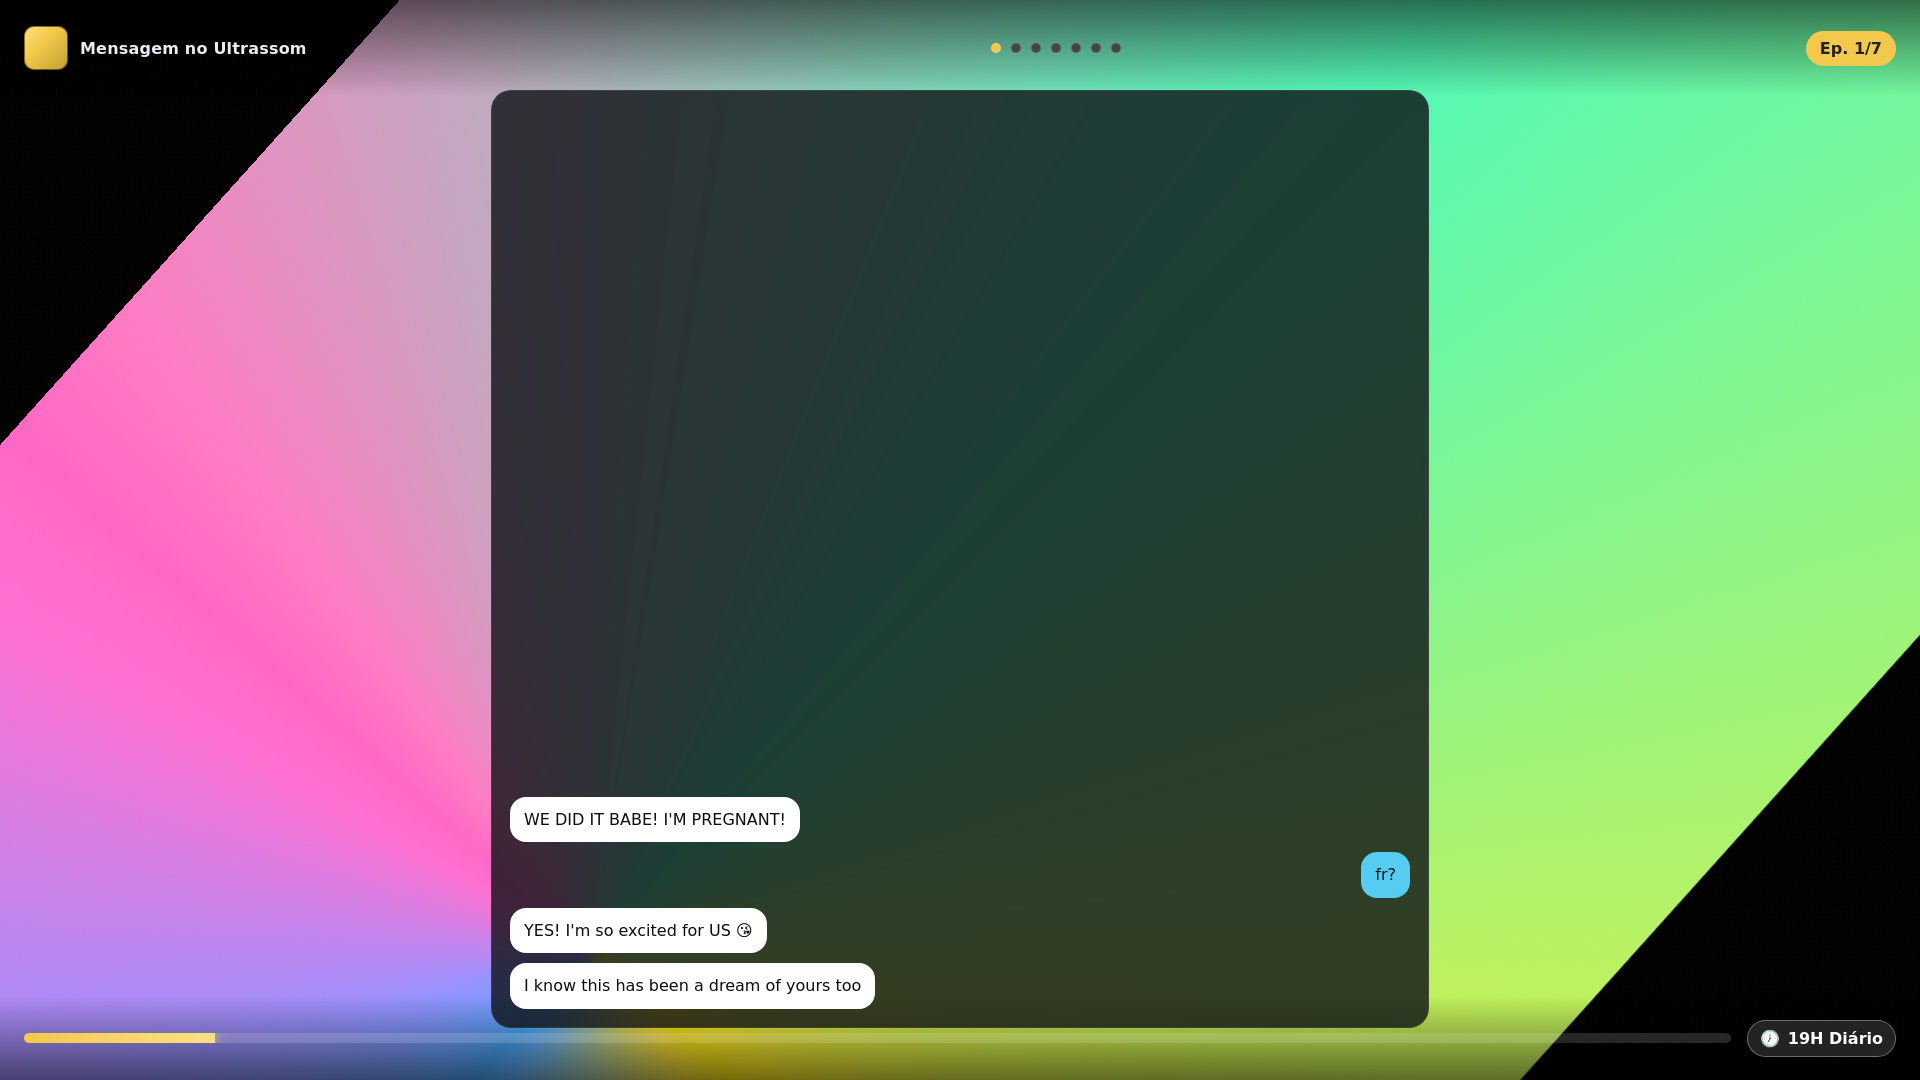 Mensagem no Ultrassom
Ep. 1/7
WE DID IT BABE! I'M PREGNANT!
fr?
YES! I'm so excited for US 😘
I know this has been a dream of yours too
🕖 19H Diário